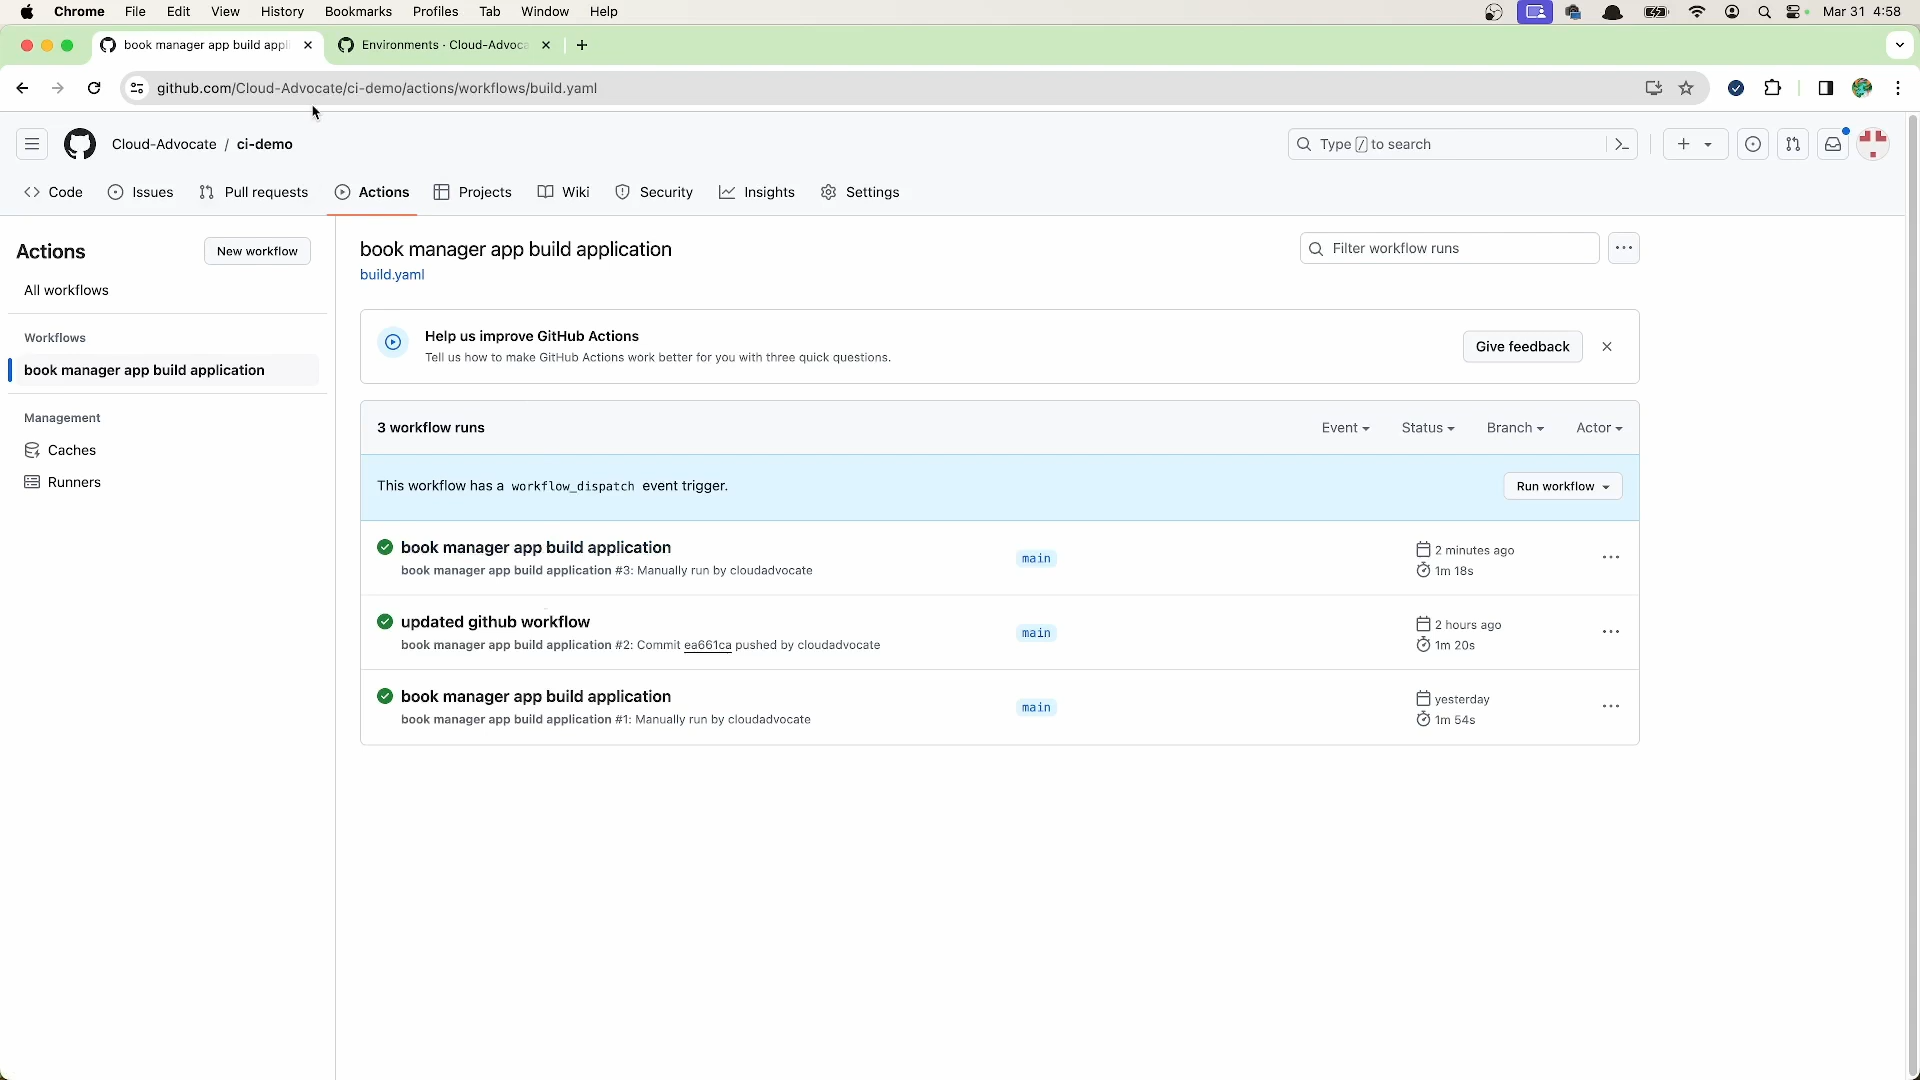 Chrome File Edit View History Bookmarks Profiles Tab Window Help Mar 31 4:58
book manager app build appli Environments · Cloud-Advoca
github.com/Cloud-Advocate/ci-demo/actions/workflows/build.yaml
Cloud-Advocate / ci-demo Type / to search
Code Issues Pull requests Actions Projects Wiki Insights Security Settings
Actions New workflow
All workflows
Workflows
book manager app build application
Management
Caches
Runners
book manager app build application Filter workflow runs
build.yaml
Help us improve GitHub Actions
Tell us how to make GitHub Actions work better for you with three quick questions.
Give feedback
3 workflow runs Event Status Branch Actor
This workflow has a workflow_dispatch event trigger. Run workflow
book manager app build application main 2 minutes ago
book manager app build application #3: Manually run by cloudadvocate 1m 18s
updated github workflow main 2 hours ago
book manager app build application #2: Commit ea661ca pushed by cloudadvocate 1m 20s
book manager app build application main yesterday
book manager app build application #1: Manually run by cloudadvocate 1m 54s